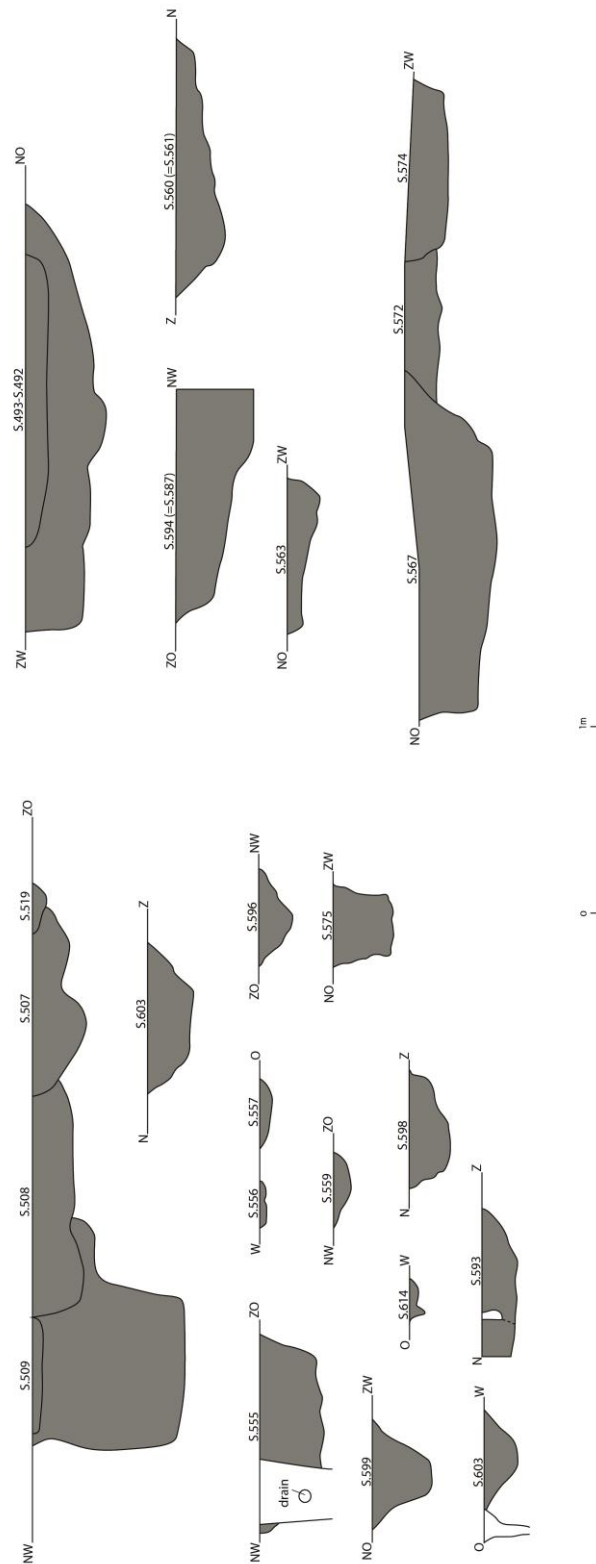 NW
S.509
S.508
S.507
S.519
ZO
ZW
S.493-S.492
NO
N
S.603
Z
ZO
S.594 (=S.587)
NW
Z
S.560 (=S.561)
N
NW
drain
S.555
ZO
W
S.556
S.557
O
ZO
S.596
NW
NO
S.563
ZW
NW
S.559
ZO
NO
S.575
ZW
NO
S.599
ZW
O
S.614
W
N
S.598
Z
NO
S.567
S.572
S.574
ZW
O
S.603
W
N
S.593
Z
0
1m